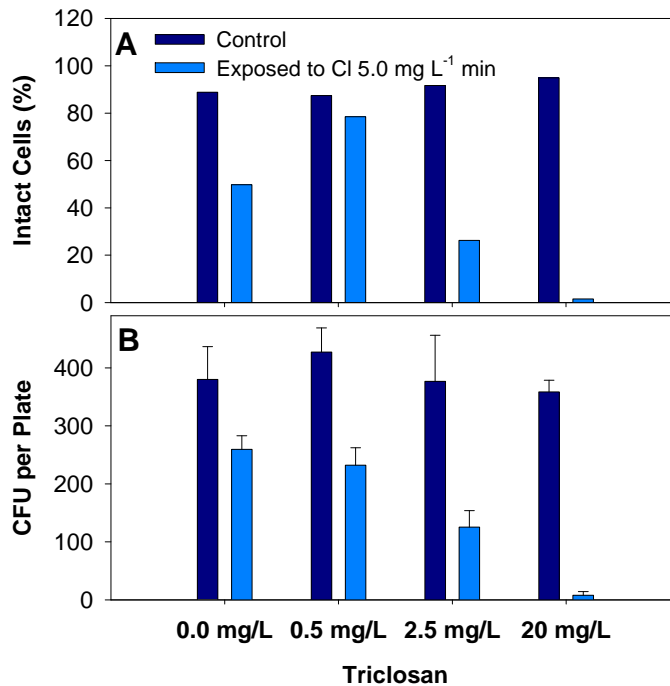 120
A
Control
100
Exposed to Cl 5.0 mg L⁻¹ min
80
60
40
20
0
Intact Cells (%)
B
400
300
200
100
0
CFU per Plate
0.0 mg/L 0.5 mg/L 2.5 mg/L 20 mg/L
Triclosan